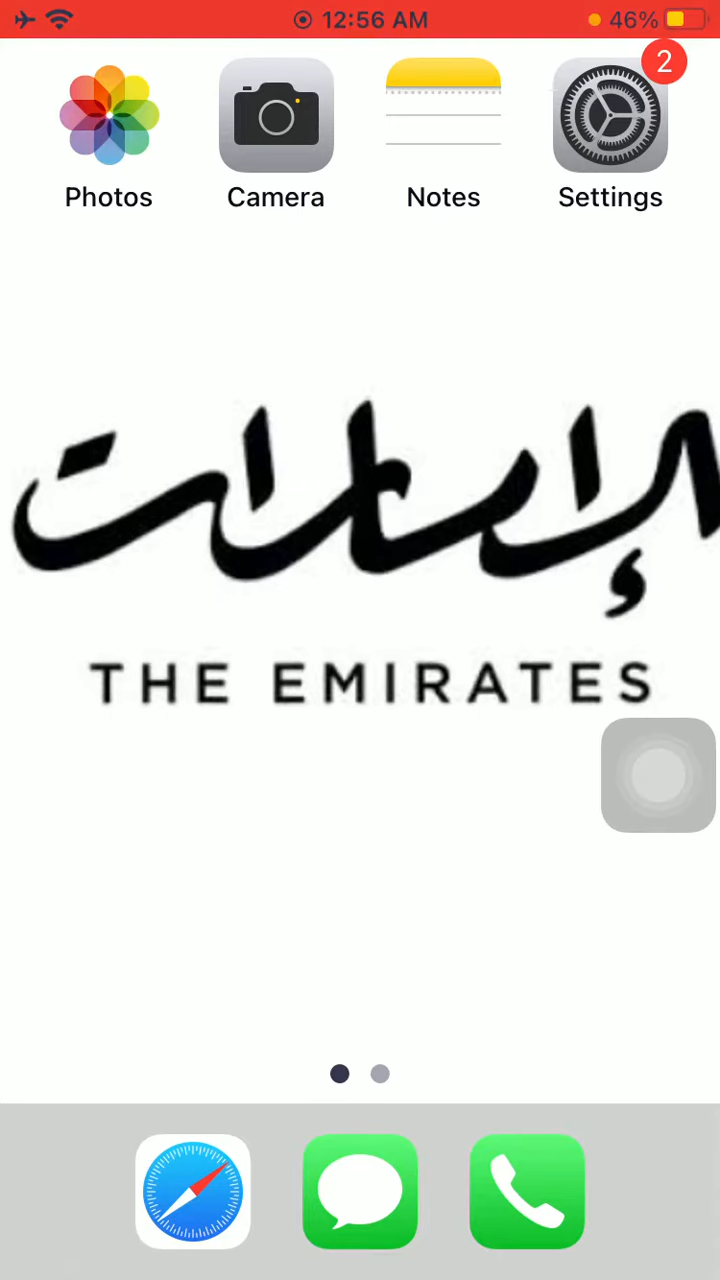 12:56 AM
46%
2
Photos
Camera
Notes
Settings
الإمارات
THE EMIRATES